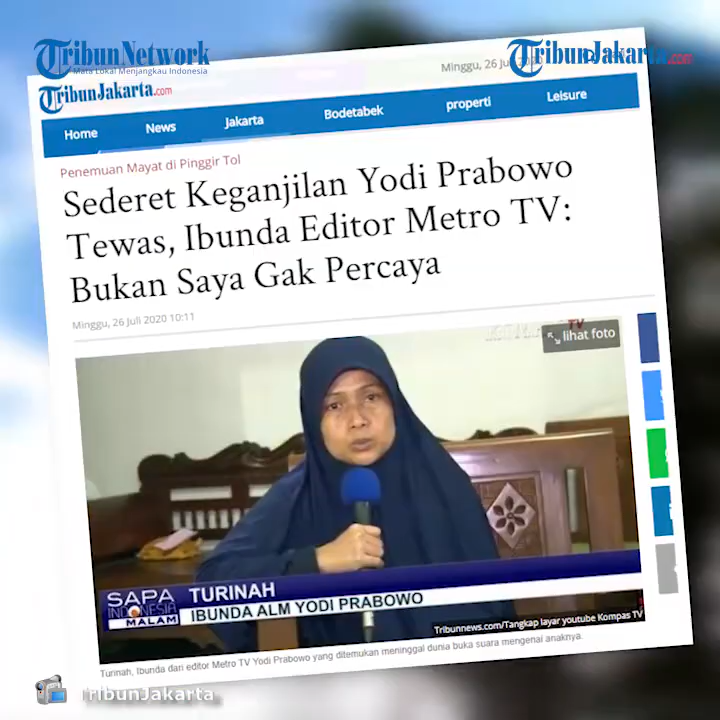 TribunNetwork
Mata Lokal Menjangkau Indonesia
TribunJakarta.com
Minggu, 26 Jul
TribunJakarta.com
Home News Jakarta Bodetabek properti Leisure
Penemuan Mayat di Pinggir Tol
Sederet Keganjilan Yodi Prabowo
Tewas, Ibunda Editor Metro TV:
Bukan Saya Gak Percaya
Minggu, 26 Juli 2020 10:11
TV
lihat foto
SAPA
INDONESIA
MALAM
TURINAH
IBUNDA ALM YODI PRABOWO
Tribunnews.com/Tangkap layar youtube Kompas TV
Turinah, Ibunda dari editor Metro TV Yodi Prabowo yang ditemukan meninggal dunia buka suara mengenai anaknya.
TribunJakarta